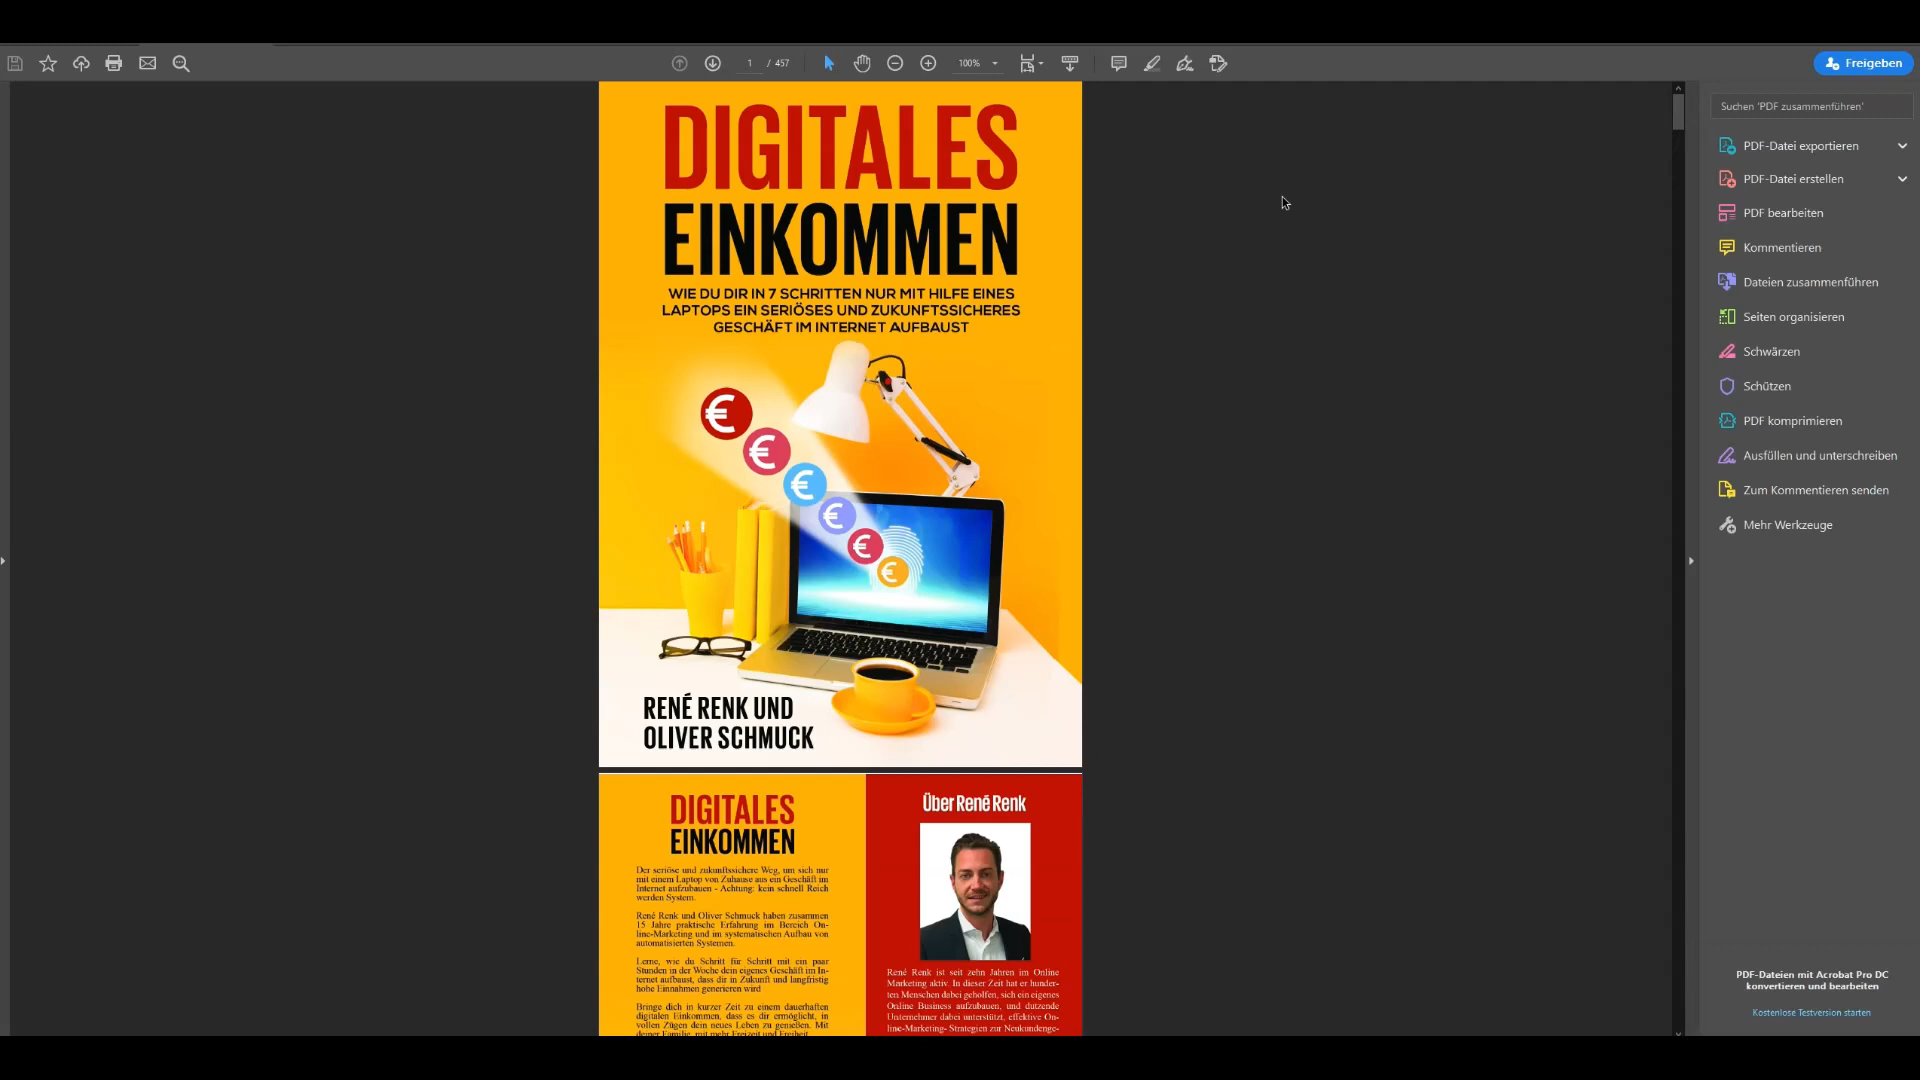 1 / 457
100%
Freigeben
DIGITALES
EINKOMMEN
WIE DU DIR IN 7 SCHRITTEN NUR MIT HILFE EINES
LAPTOPS EIN SERIÖSES UND ZUKUNFTSSICHERES
GESCHÄFT IM INTERNET AUFBAUST
€
€
€
€
€
€
RENÉ RENK UND
OLIVER SCHMUCK
DIGITALES
EINKOMMEN
Der seriöse und zukunftssichere Weg, um sich nur
mit einem Laptop von Zuhause aus ein Geschäft im
Internet aufzubauen - Achtung: kein schnell Reich
werden System.
René Renk und Oliver Schmuck haben zusammen
15 Jahre praktische Erfahrung im Bereich On-
line-Marketing und im systematischen Aufbau von
automatisierten Systemen.
Lerne, wie du Schritt für Schritt mit ein paar
Stunden in der Woche dein eigenes Geschäft im In-
ternet aufbaust, dass dir in Zukunft und langfristig
hohe Einnahmen generieren wird
Bringe dich in kurzer Zeit zu einem dauerhaften
digitalen Einkommen, dass es dir ermöglicht, in
vollen Zügen dein neues Leben zu genießen. Mit
deiner Familie, mit mehr Freizeit und Freiheit
Über René Renk
René Renk ist seit zehn Jahren im Online
Marketing aktiv. In dieser Zeit hat er hunder-
ten Menschen dabei geholfen, sich ein eigenes
Online Business aufzubauen, und dutzende
Unternehmer dabei unterstützt, effektive On-
line-Marketing- Strategien zur Neukundenge-
Suchen 'PDF zusammenführen'
PDF-Datei exportieren
PDF-Datei erstellen
PDF bearbeiten
Kommentieren
Dateien zusammenführen
Seiten organisieren
Schwärzen
Schützen
PDF komprimieren
Ausfüllen und unterschreiben
Zum Kommentieren senden
Mehr Werkzeuge
PDF-Dateien mit Acrobat Pro DC
konvertieren und bearbeiten
Kostenlose Testversion starten